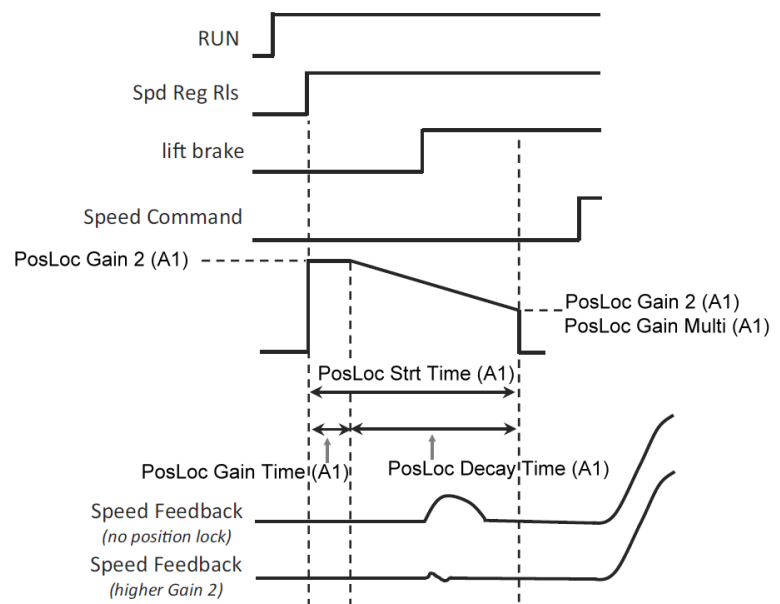 RUN
Spd Reg Rls
lift brake
Speed Command
PosLoc Gain 2 (A1)
PosLoc Gain 2 (A1)
PosLoc Gain Multi (A1)
PosLoc Strt Time (A1)
PosLoc Gain Time (A1)
PosLoc Decay Time (A1)
Speed Feedback
(no position lock)
Speed Feedback
(higher Gain 2)